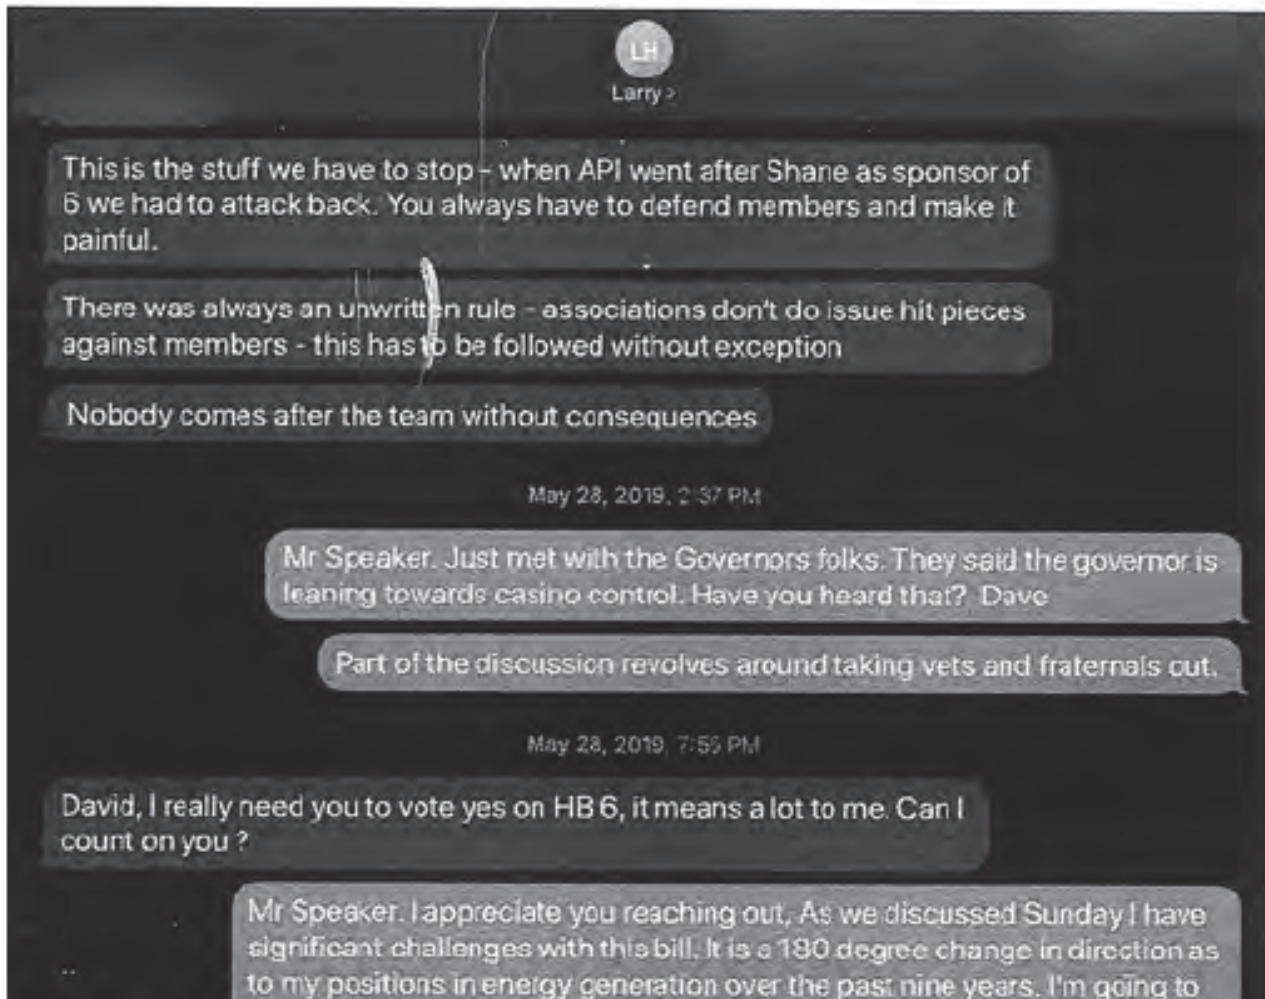 LH
Larry >
This is the stuff we have to stop - when API went after Shane as sponsor of
6 we had to attack back. You always have to defend members and make it
painful.
There was always an unwritten rule - associations don't do issue hit pieces
against members - this has to be followed without exception
Nobody comes after the team without consequences
May 28, 2019, 2:37 PM
Mr Speaker. Just met with the Governors folks. They said the governor is
leaning towards casino control. Have you heard that? Dave
Part of the discussion revolves around taking vets and fraternals out.
May 28, 2019, 7:56 PM
David, I really need you to vote yes on HB 6, it means a lot to me. Can I
count on you ?
Mr Speaker. I appreciate you reaching out, As we discussed Sunday I have
significant challenges with this bill. It is a 180 degree change in direction as
to my positions in energy generation over the past nine years. I'm going to